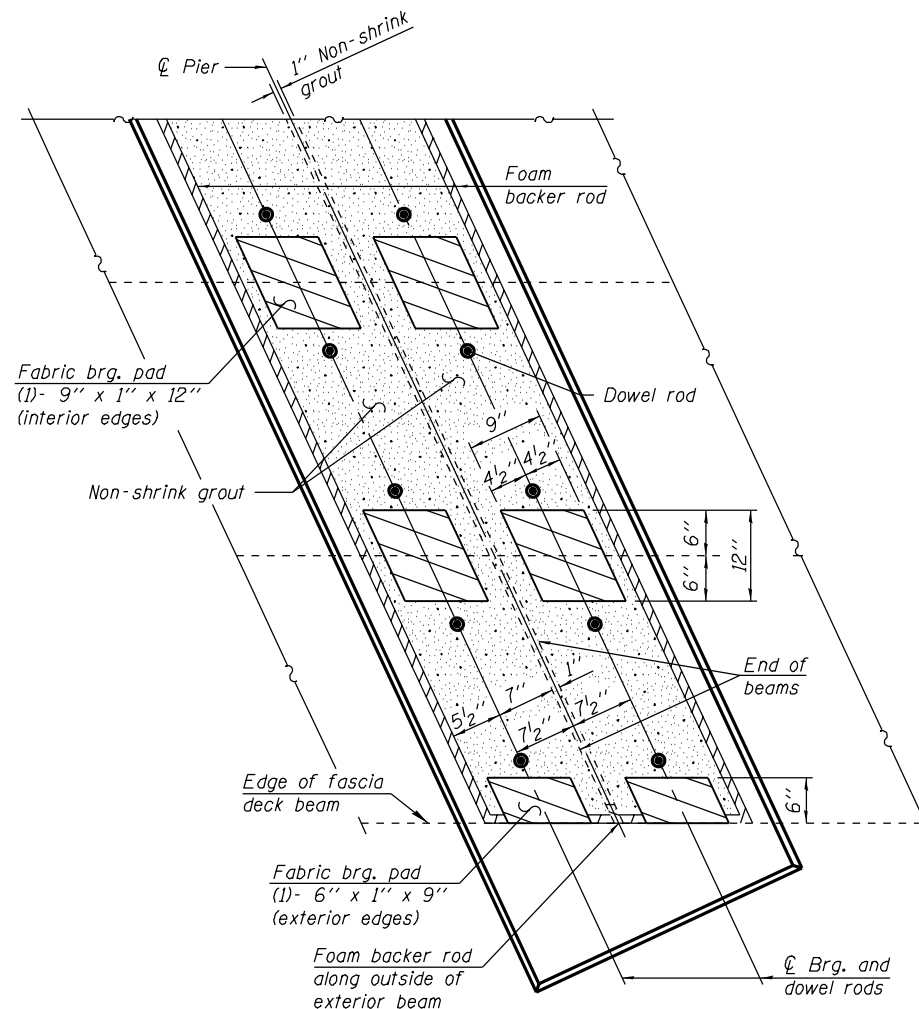 1" Non-shrink
grout
℄ Pier
Foam
backer rod
Fabric brg. pad
(1)- 9" x 1" x 12"
(interior edges)
Dowel rod
9"
4½" 4½"
Non-shrink grout
6"
12"
6"
End of
beams
1"
7"
5½"
7½" 7½"
Edge of fascia
deck beam
6"
Fabric brg. pad
(1)- 6" x 1" x 9"
(exterior edges)
Foam backer rod
along outside of
exterior beam
℄ Brg. and
dowel rods